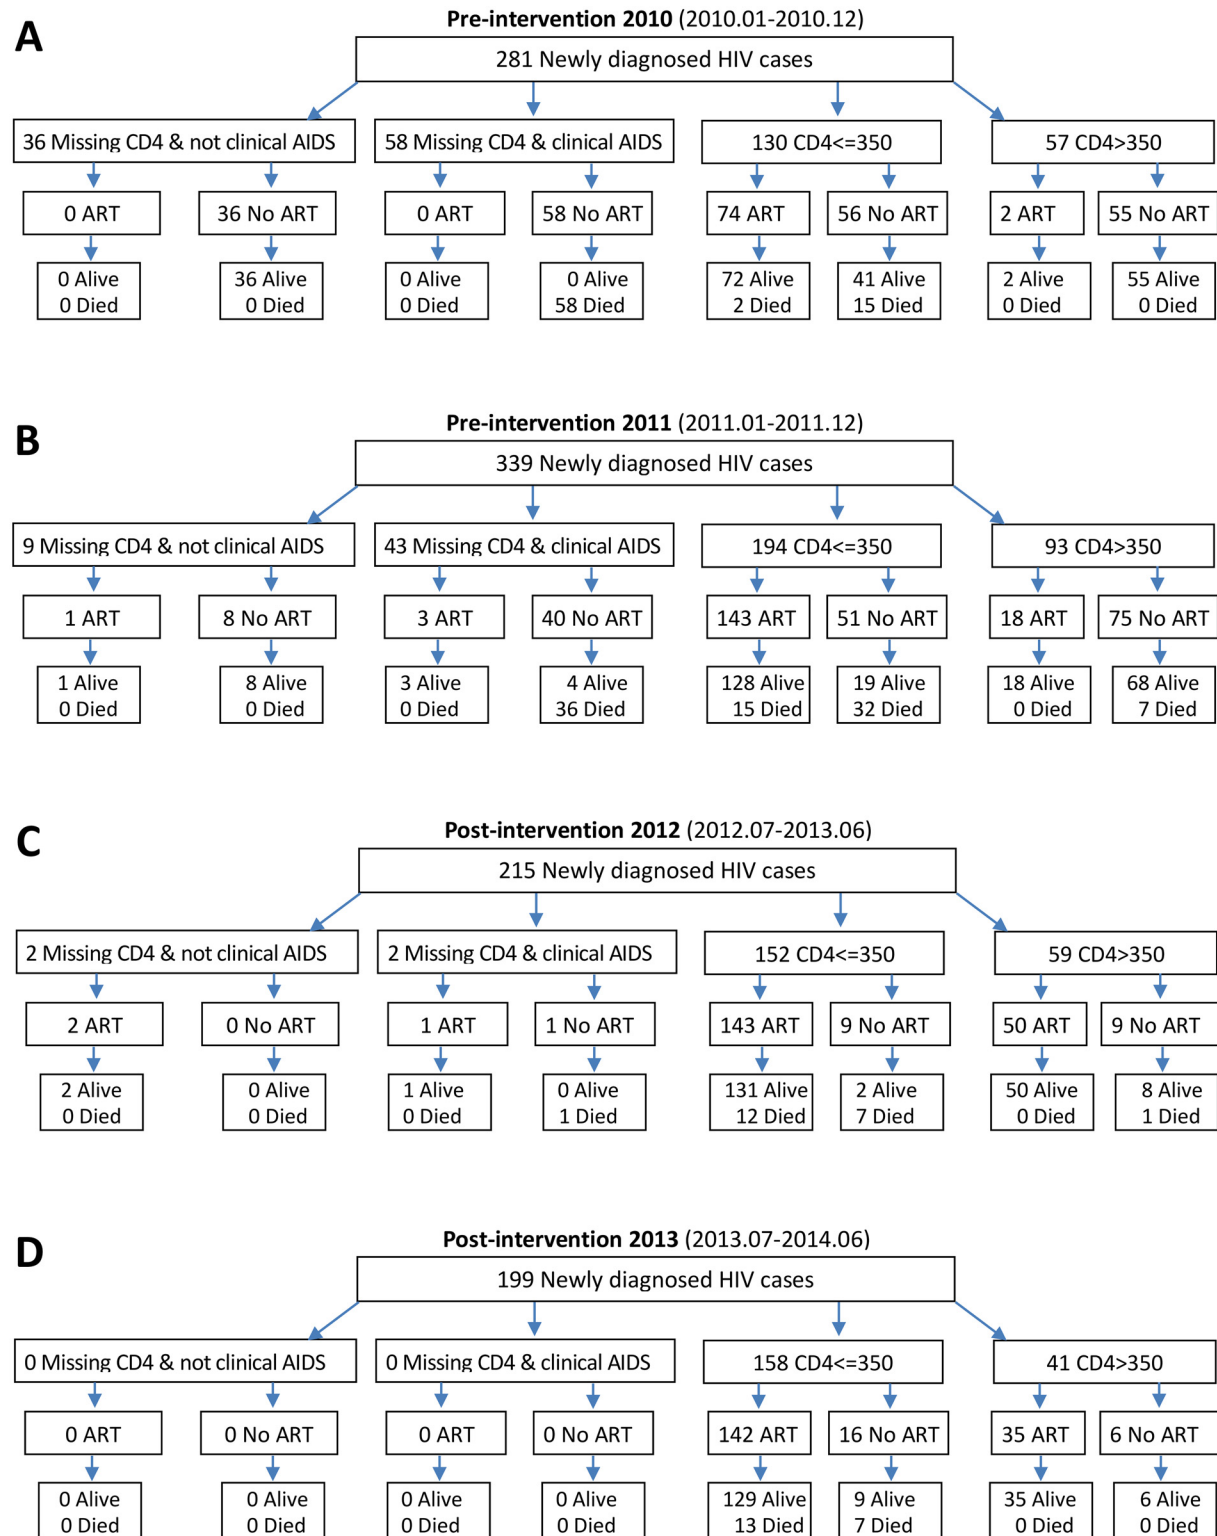 A
Pre-intervention 2010 (2010.01-2010.12)
281 Newly diagnosed HIV cases
36 Missing CD4 & not clinical AIDS
58 Missing CD4 & clinical AIDS
130 CD4<=350
57 CD4>350
0 ART
36 No ART
0 ART
58 No ART
74 ART
56 No ART
2 ART
55 No ART
0 Alive
0 Died
36 Alive
0 Died
0 Alive
0 Died
0 Alive
58 Died
72 Alive
2 Died
41 Alive
15 Died
2 Alive
0 Died
55 Alive
0 Died
B
Pre-intervention 2011 (2011.01-2011.12)
339 Newly diagnosed HIV cases
9 Missing CD4 & not clinical AIDS
43 Missing CD4 & clinical AIDS
194 CD4<=350
93 CD4>350
1 ART
8 No ART
3 ART
40 No ART
143 ART
51 No ART
18 ART
75 No ART
1 Alive
0 Died
8 Alive
0 Died
3 Alive
0 Died
4 Alive
36 Died
128 Alive
15 Died
19 Alive
32 Died
18 Alive
0 Died
68 Alive
7 Died
C
Post-intervention 2012 (2012.07-2013.06)
215 Newly diagnosed HIV cases
2 Missing CD4 & not clinical AIDS
2 Missing CD4 & clinical AIDS
152 CD4<=350
59 CD4>350
2 ART
0 No ART
1 ART
1 No ART
143 ART
9 No ART
50 ART
9 No ART
2 Alive
0 Died
0 Alive
0 Died
1 Alive
0 Died
0 Alive
1 Died
131 Alive
12 Died
2 Alive
7 Died
50 Alive
0 Died
8 Alive
1 Died
D
Post-intervention 2013 (2013.07-2014.06)
199 Newly diagnosed HIV cases
0 Missing CD4 & not clinical AIDS
0 Missing CD4 & clinical AIDS
158 CD4<=350
41 CD4>350
0 ART
0 No ART
0 ART
0 No ART
142 ART
16 No ART
35 ART
6 No ART
0 Alive
0 Died
0 Alive
0 Died
0 Alive
0 Died
0 Alive
0 Died
129 Alive
13 Died
9 Alive
7 Died
35 Alive
0 Died
6 Alive
0 Died